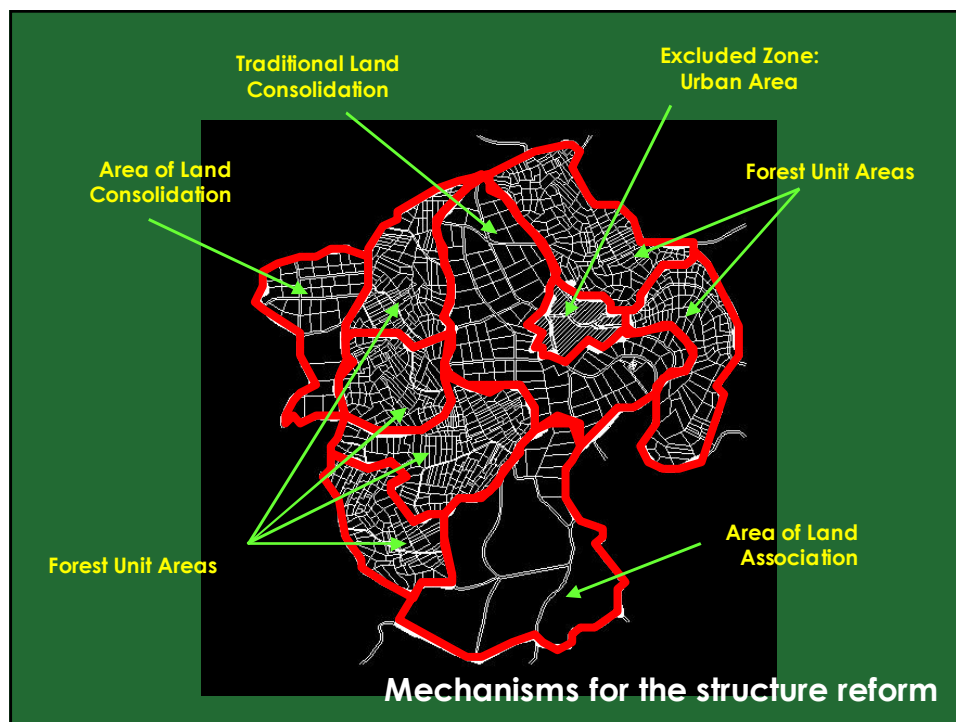 Traditional Land
Consolidation
Excluded Zone:
Urban Area
Area of Land
Consolidation
Forest Unit Areas
Forest Unit Areas
Area of Land
Association
Mechanisms for the structure reform